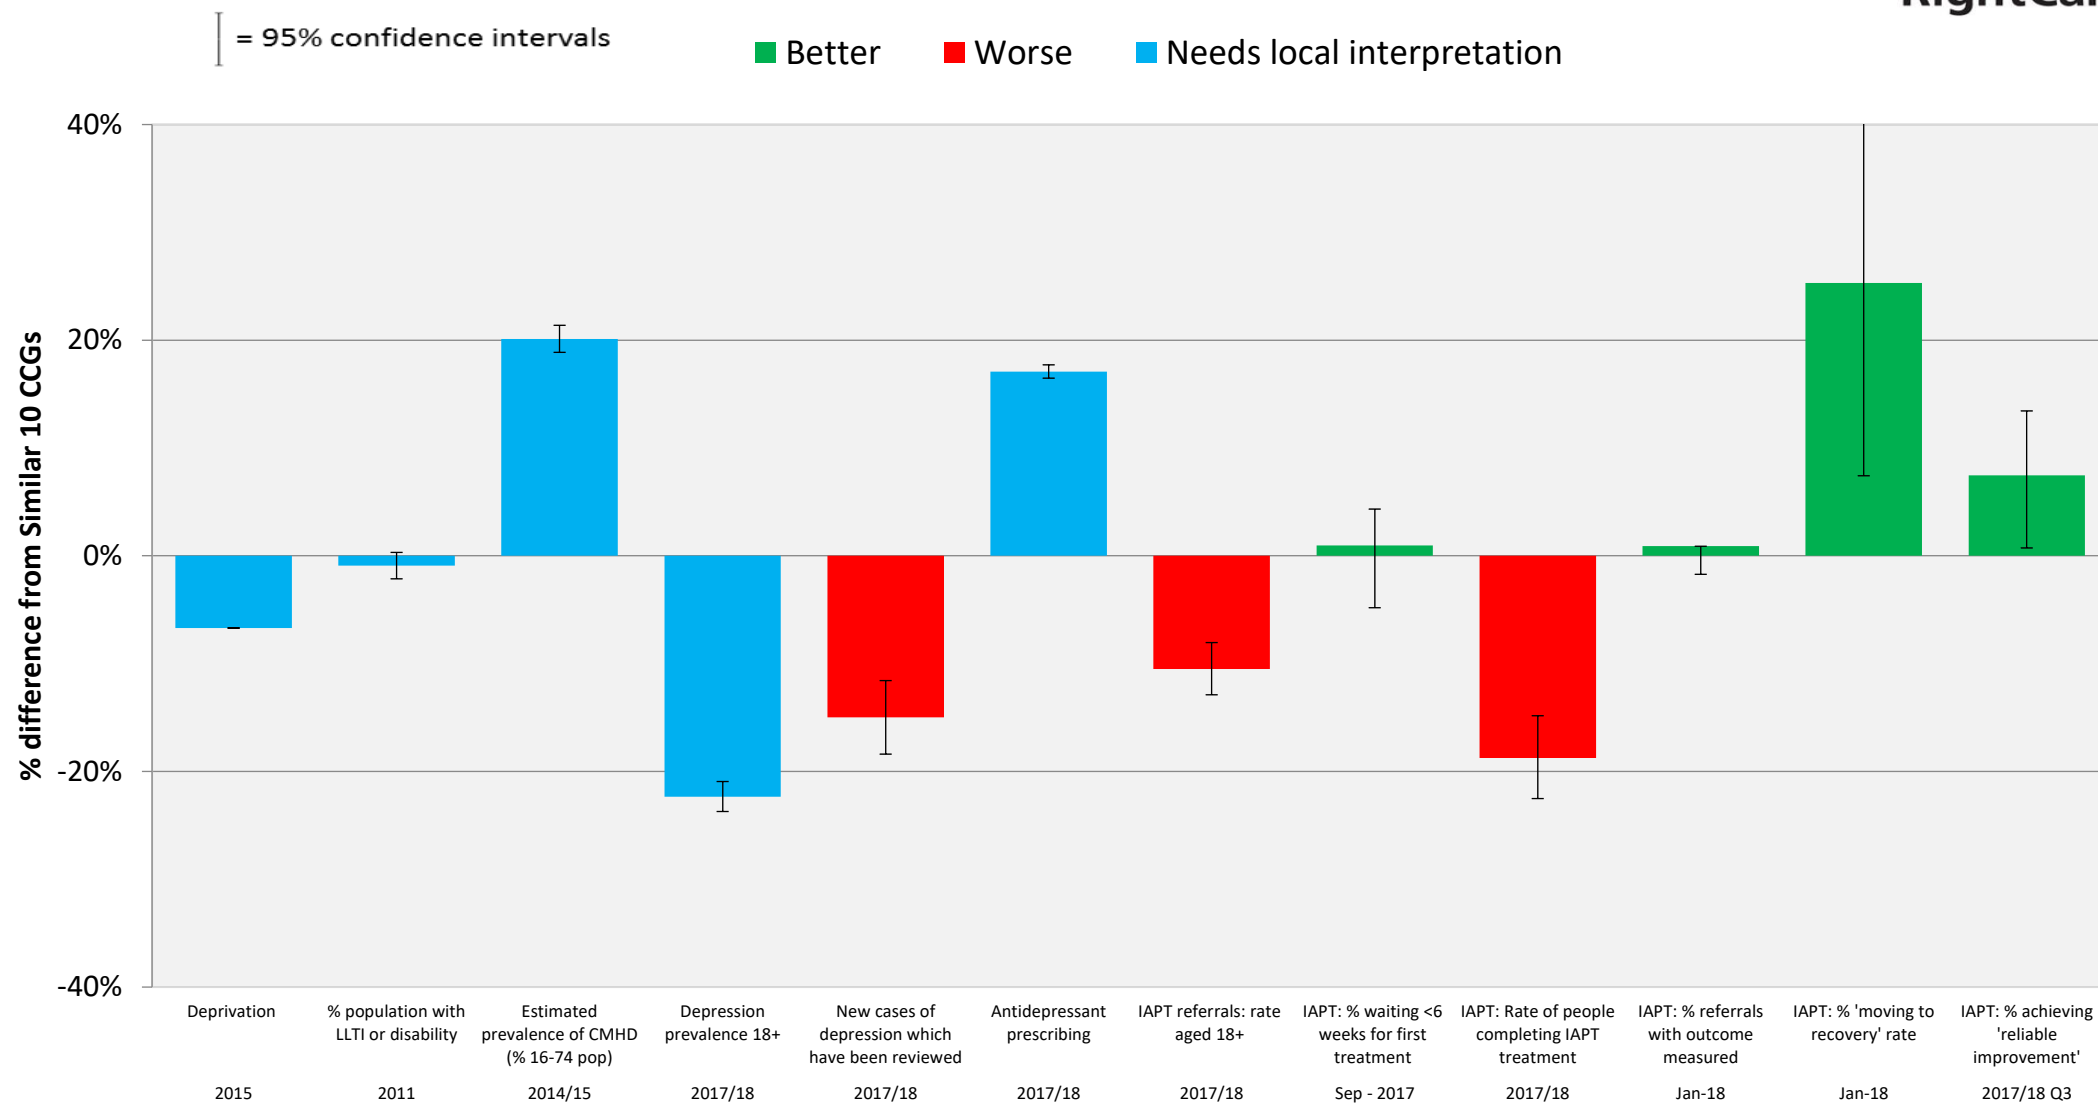 = 95% confidence intervals
Better
Worse
Needs local interpretation
40%
20%
0%
-20%
-40%
% difference from Similar 10 CCGs
Deprivation
2015
% population with
LLTI or disability
2011
Estimated
prevalence of CMHD
(% 16-74 pop)
2014/15
Depression
prevalence 18+
2017/18
New cases of
depression which
have been reviewed
2017/18
Antidepressant
prescribing
2017/18
IAPT referrals: rate
aged 18+
2017/18
IAPT: % waiting <6
weeks for first
treatment
Sep - 2017
IAPT: Rate of people
completing IAPT
treatment
2017/18
IAPT: % referrals
with outcome
measured
Jan-18
IAPT: % 'moving to
recovery' rate
Jan-18
IAPT: % achieving
'reliable
improvement'
2017/18 Q3